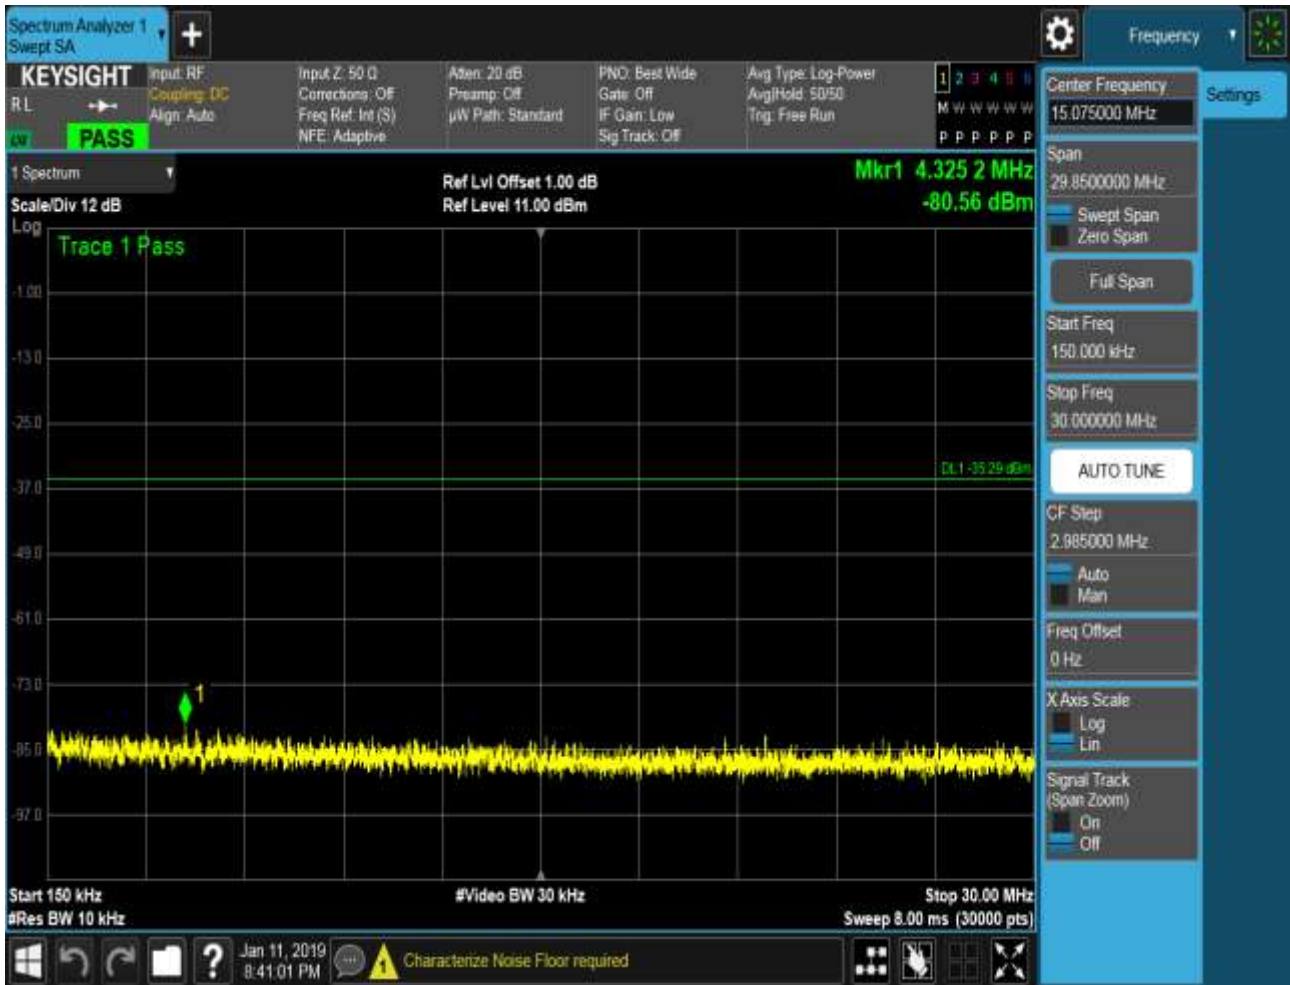 Spectrum Analyzer 1
Swept SA
+
Frequency
KEYSIGHT
R L
PASS
Input: RF
Coupling: DC
Align: Auto
Input Z: 50 Ω
Corrections: Off
Freq Ref: Int (S)
NFE: Adaptive
Atten: 20 dB
Preamp: Off
µW Path: Standard
PNO: Best Wide
Gate: Off
IF Gain: Low
Sig Track: Off
Avg Type: Log-Power
Avg|Hold: 50/50
Trig: Free Run
1 2 3 4 5 6
M W W W W W
P P P P P P
1 Spectrum
Scale/Div 12 dB
Ref Lvl Offset 1.00 dB
Ref Level 11.00 dBm
Mkr1 4.325 2 MHz
-80.56 dBm
Log
Trace 1 Pass
-1.00
-13.0
-25.0
DL1 -35.29 dBm
-37.0
-49.0
-61.0
-73.0
1
-85.0
-97.0
Start 150 kHz
#Video BW 30 kHz
Stop 30.00 MHz
#Res BW 10 kHz
Sweep 8.00 ms (30000 pts)
Center Frequency
15.075000 MHz
Settings
Span
29.8500000 MHz
Swept Span
Zero Span
Full Span
Start Freq
150.000 kHz
Stop Freq
30.000000 MHz
AUTO TUNE
CF Step
2.985000 MHz
Auto
Man
Freq Offset
0 Hz
X Axis Scale
Log
Lin
Signal Track
(Span Zoom)
On
Off
?
Jan 11, 2019
8:41:01 PM
1
Characterize Noise Floor required